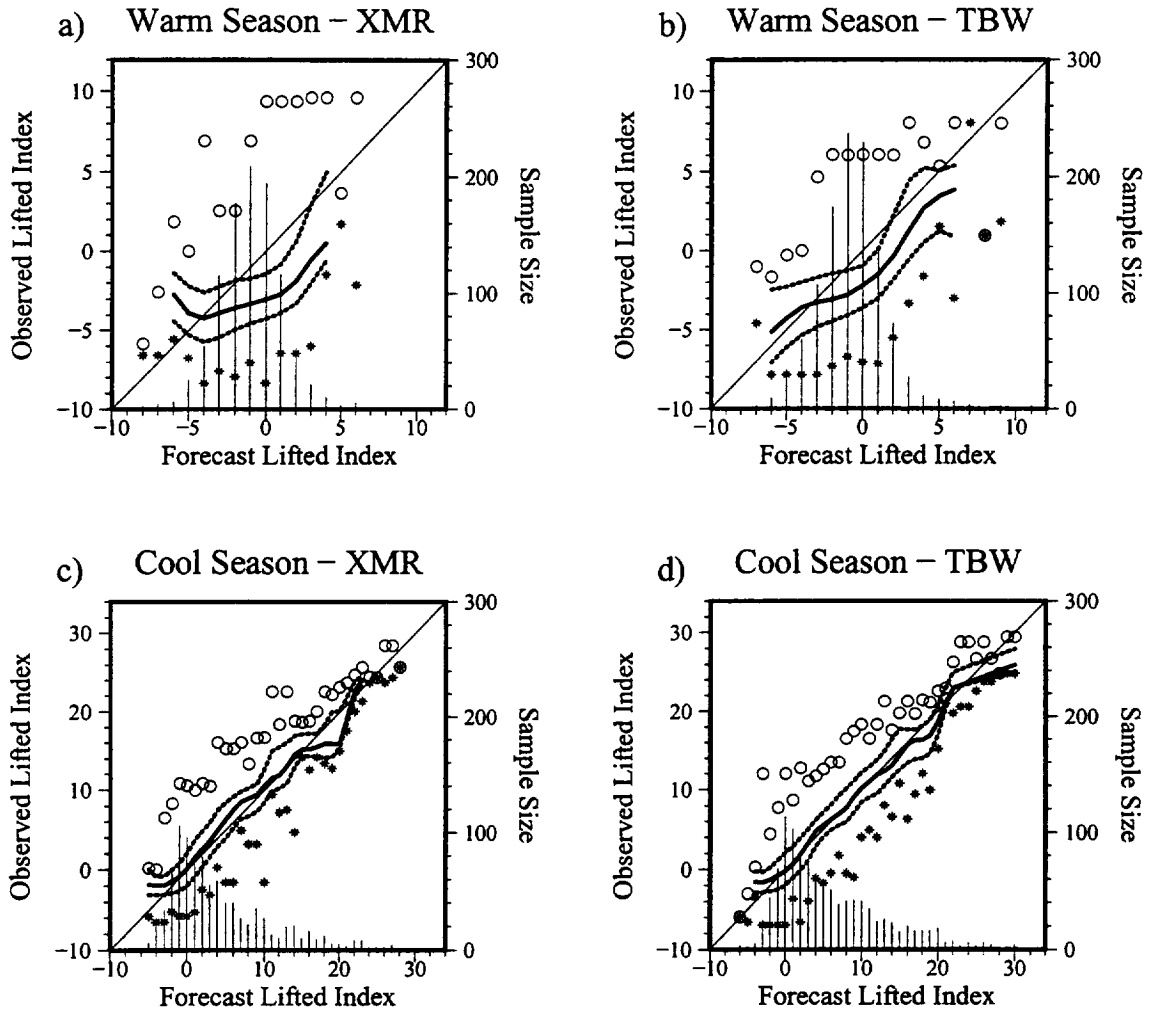 a) Warm Season – XMR
10
5
0
−5
−10
Observed Lifted Index
300
200
100
0
Sample Size
−10 −5 0 5 10
Forecast Lifted Index
b) Warm Season – TBW
10
5
0
−5
−10
Observed Lifted Index
300
200
100
0
Sample Size
−10 −5 0 5 10
Forecast Lifted Index
c) Cool Season – XMR
30
20
10
0
−10
Observed Lifted Index
300
200
100
0
Sample Size
−10 0 10 20 30
Forecast Lifted Index
d) Cool Season – TBW
30
20
10
0
−10
Observed Lifted Index
300
200
100
0
Sample Size
−10 0 10 20 30
Forecast Lifted Index